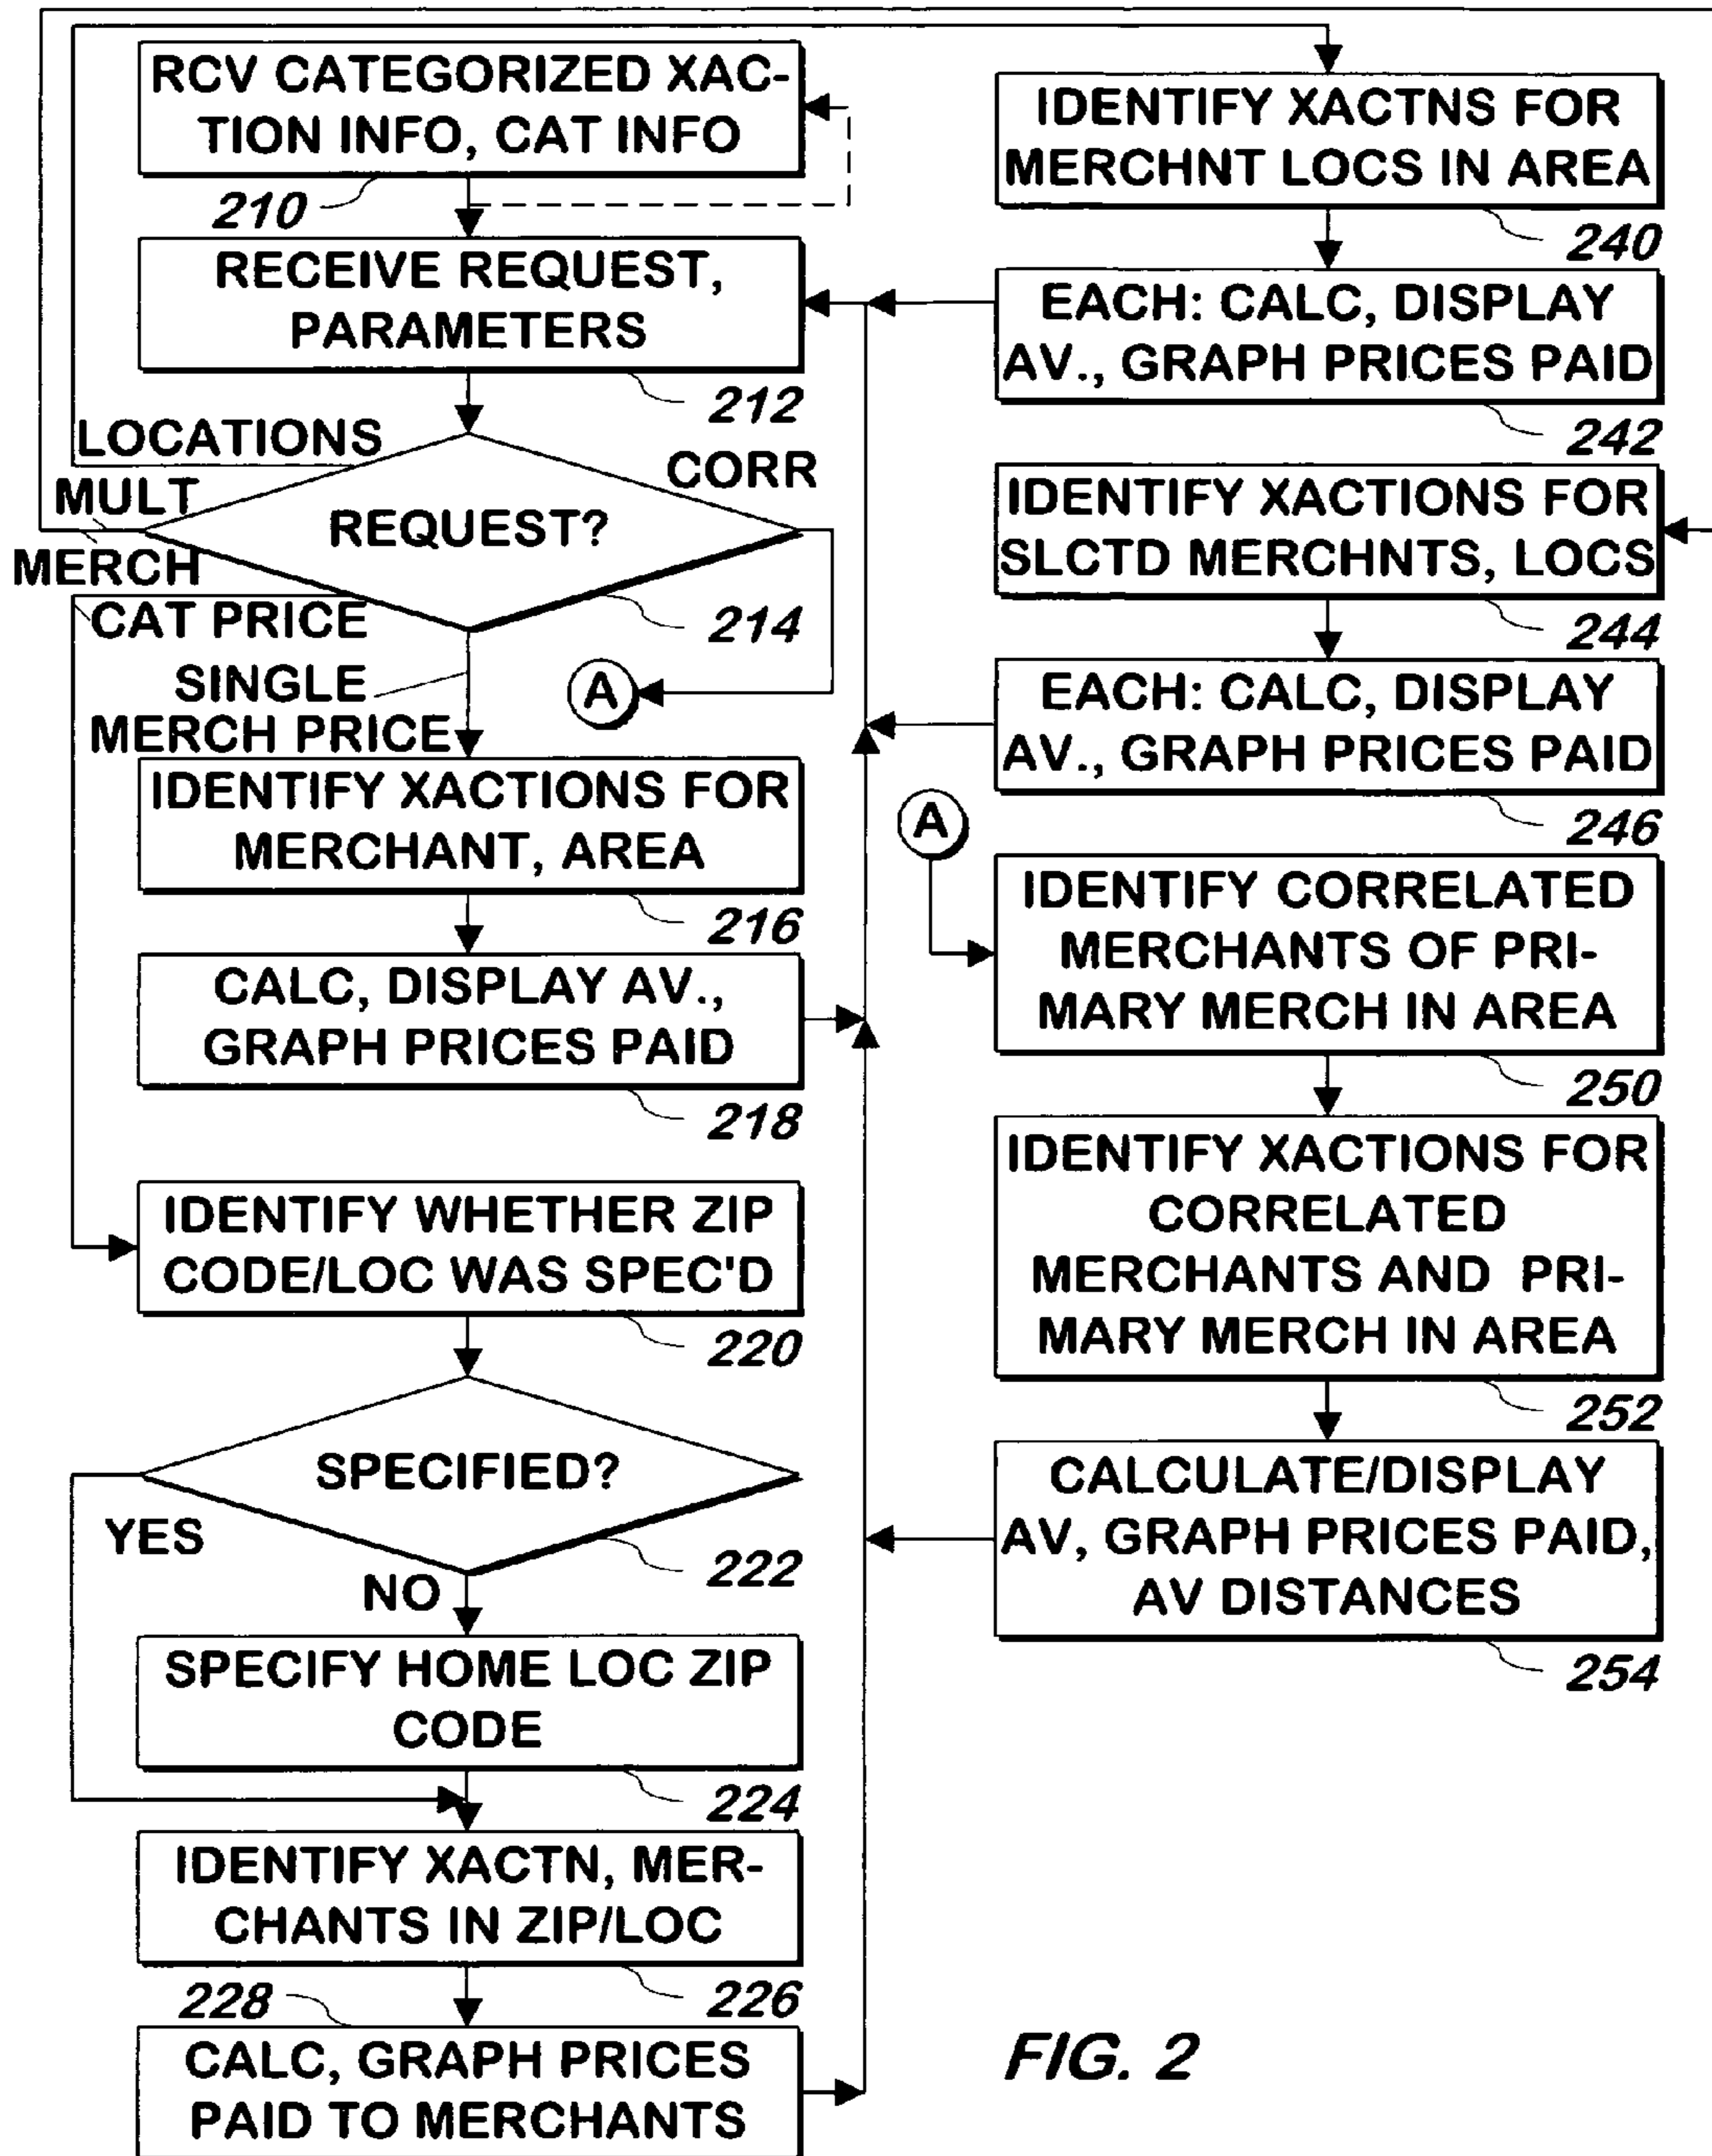 RCV CATEGORIZED XAC-
TION INFO, CAT INFO
210
RECEIVE REQUEST,
PARAMETERS
212
LOCATIONS
CORR
MULT
MERCH
REQUEST?
214
CAT PRICE
SINGLE
MERCH PRICE
A
IDENTIFY XACTIONS FOR
MERCHANT, AREA
216
CALC, DISPLAY AV.,
GRAPH PRICES PAID
218
IDENTIFY WHETHER ZIP
CODE/LOC WAS SPEC'D
220
SPECIFIED?
YES
222
NO
SPECIFY HOME LOC ZIP
CODE
224
IDENTIFY XACTN, MER-
CHANTS IN ZIP/LOC
226
228
CALC, GRAPH PRICES
PAID TO MERCHANTS
IDENTIFY XACTNS FOR
MERCHNT LOCS IN AREA
240
EACH: CALC, DISPLAY
AV., GRAPH PRICES PAID
242
IDENTIFY XACTIONS FOR
SLCTD MERCHNTS, LOCS
244
EACH: CALC, DISPLAY
AV., GRAPH PRICES PAID
246
A
IDENTIFY CORRELATED
MERCHANTS OF PRI-
MARY MERCH IN AREA
250
IDENTIFY XACTIONS FOR
CORRELATED
MERCHANTS AND PRI-
MARY MERCH IN AREA
252
CALCULATE/DISPLAY
AV, GRAPH PRICES PAID,
AV DISTANCES
254
FIG. 2